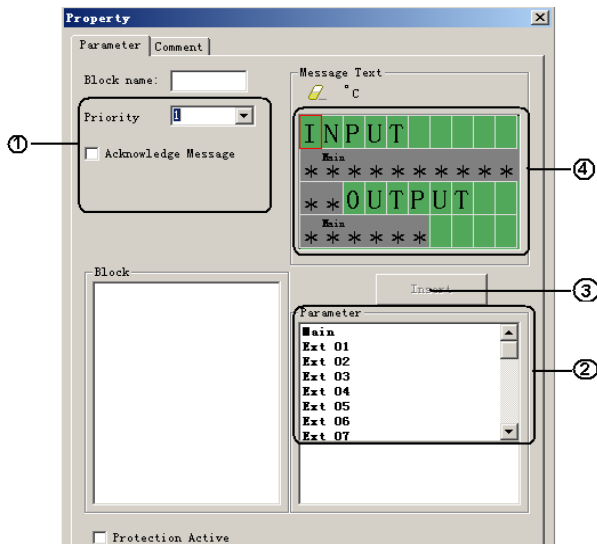 Property
Parameter Comment
Block name:
Message Text
°C
Priority 1
①
Acknowledge Message
INPUT
Main
**********
④
** OUTPUT
Main
******
Block
Insert
③
Parameter
Main
Ext 01
Ext 02
Ext 03
②
Ext 04
Ext 05
Ext 06
Ext 07
Protection Active